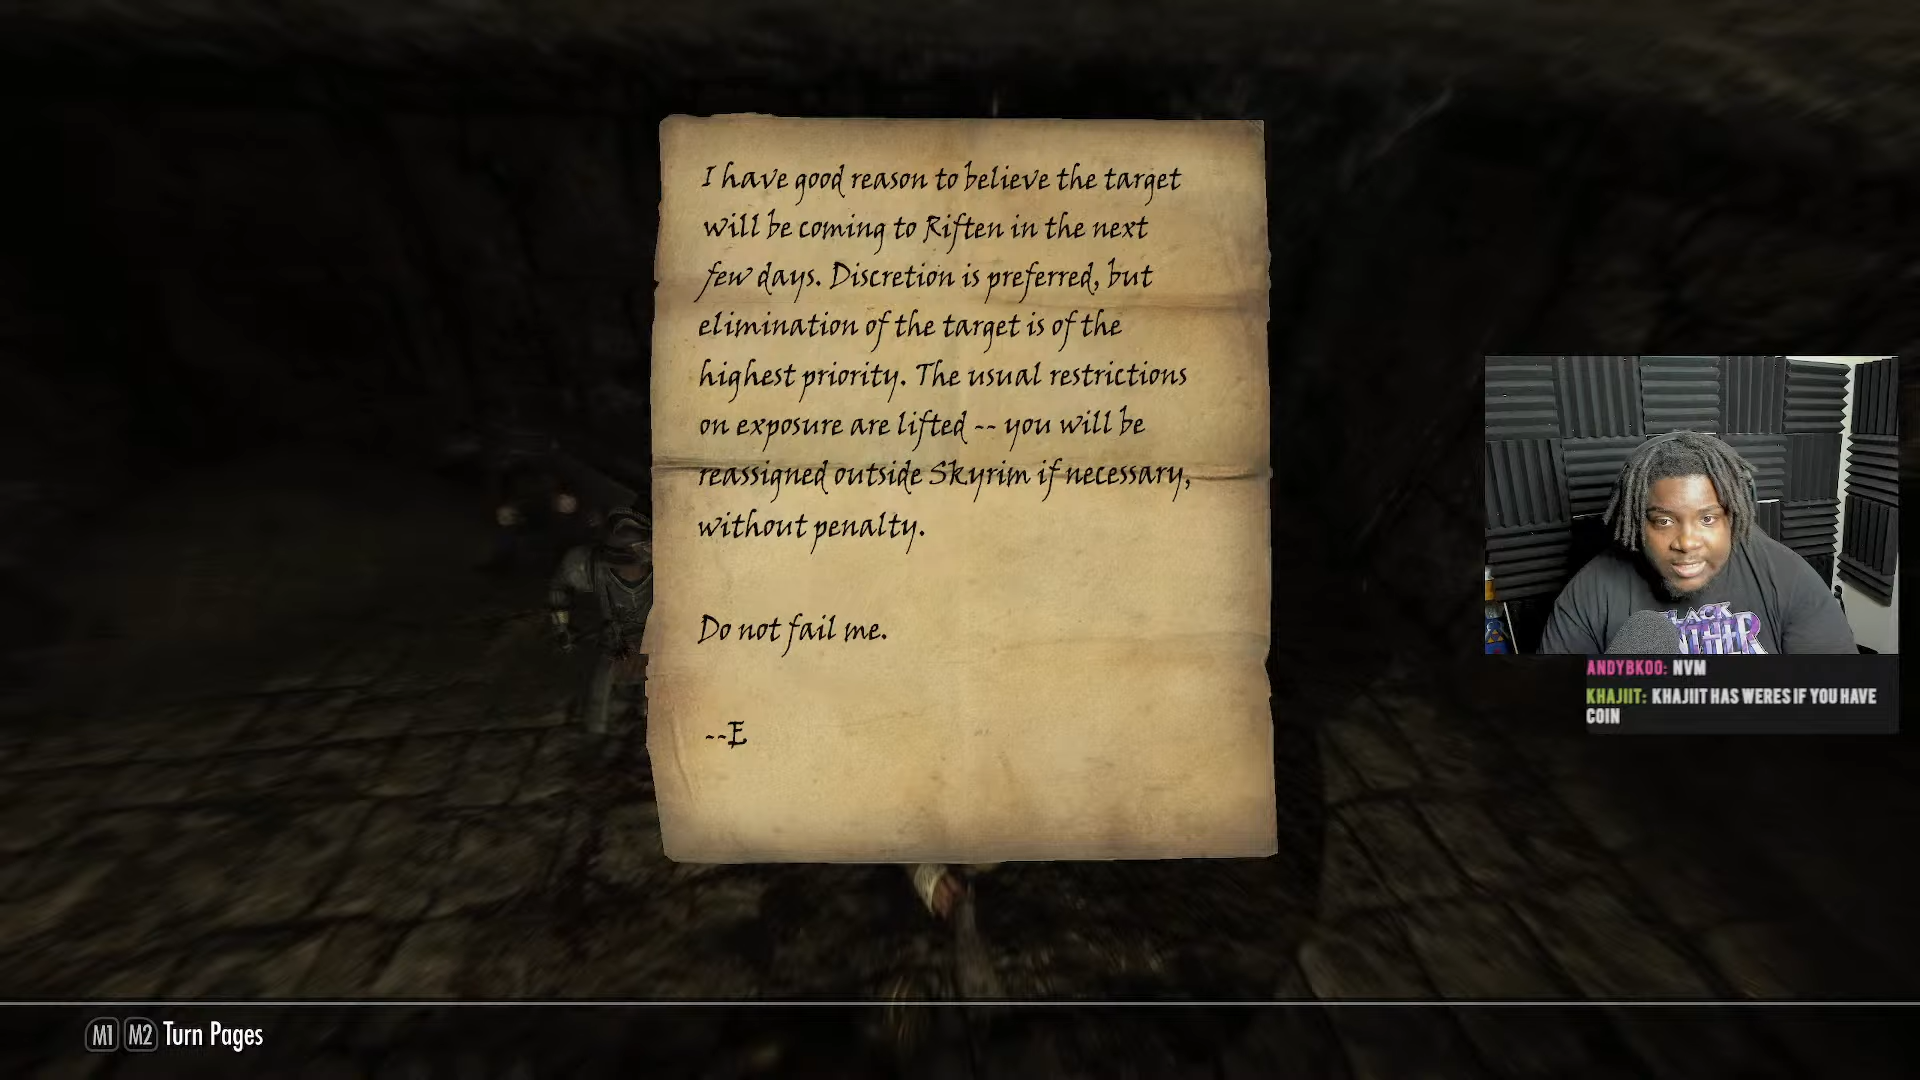 I have good reason to believe the target
will be coming to Riften in the next
few days. Discretion is preferred, but
elimination of the target is of the
highest priority. The usual restrictions
on exposure are lifted -- you will be
reassigned outside Skyrim if necessary,
without penalty.
Do not fail me.
--E
ANDYBKOO: NVM
KHAJIIT: KHAJIIT HAS WERES IF YOU HAVE
COIN
M1 M2 Turn Pages